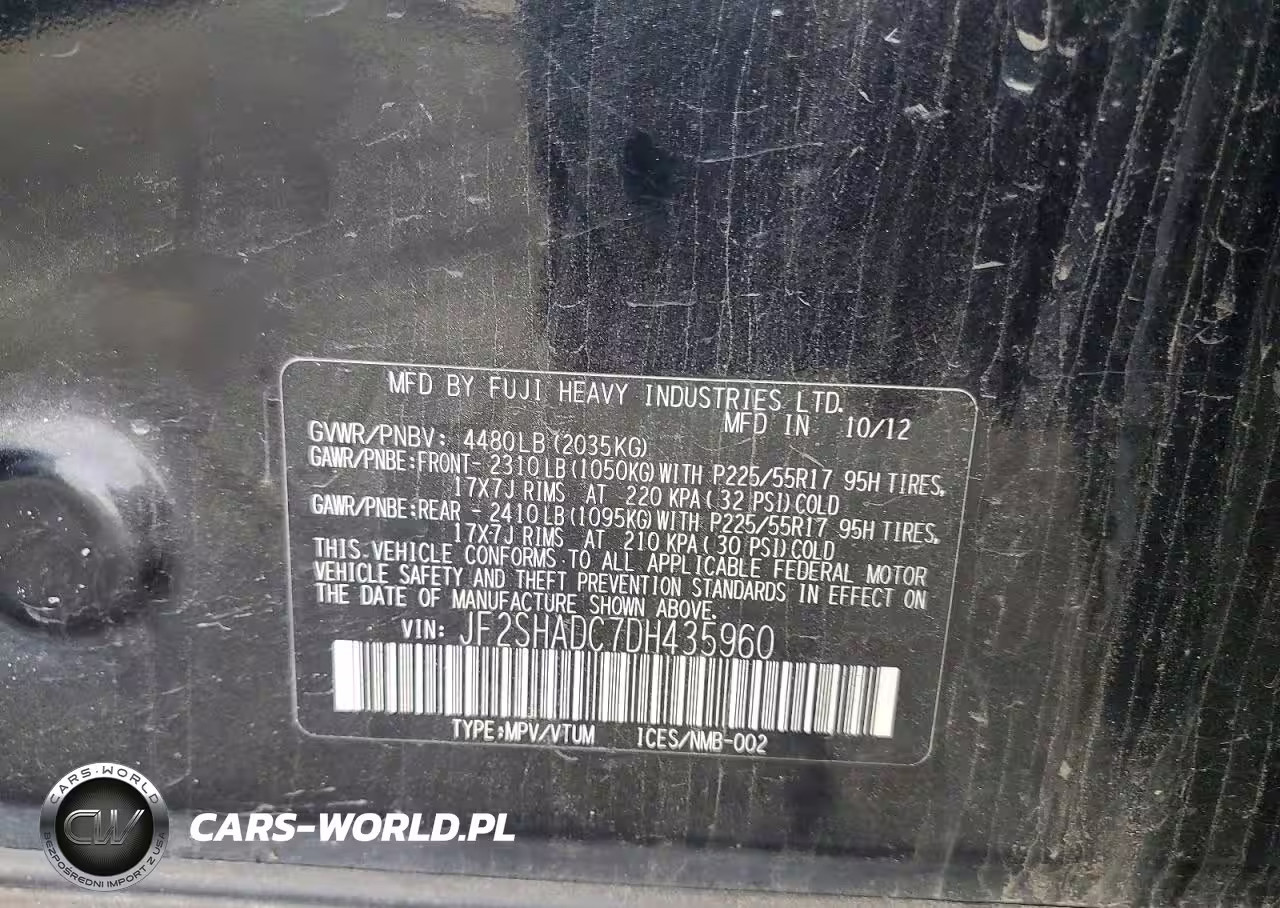 MFD BY FUJI HEAVY INDUSTRIES LTD.
MFD IN 10/12
GVWR/PNBV: 4480LB(2035KG)
GAWR/PNBE:FRONT- 2310LB(1050KG)WITH P225/55R17 95H TIRES,
17X7J RIMS AT 220 KPA(32 PSI)COLD
GAWR/PNBE:REAR - 2410LB(1095KG)WITH P225/55R17 95H TIRES,
17X7J RIMS AT 210 KPA(30 PSI)COLD
THIS VEHICLE CONFORMS TO ALL APPLICABLE FEDERAL MOTOR
VEHICLE SAFETY AND THEFT PREVENTION STANDARDS IN EFFECT ON
THE DATE OF MANUFACTURE SHOWN ABOVE.
VIN: JF2SHADC7DH435960
TYPE:MPV/VTUM ICES/NMB-002
CARS-WORLD
CW
BEZPOŚREDNI IMPORT Z USA
CARS-WORLD.PL